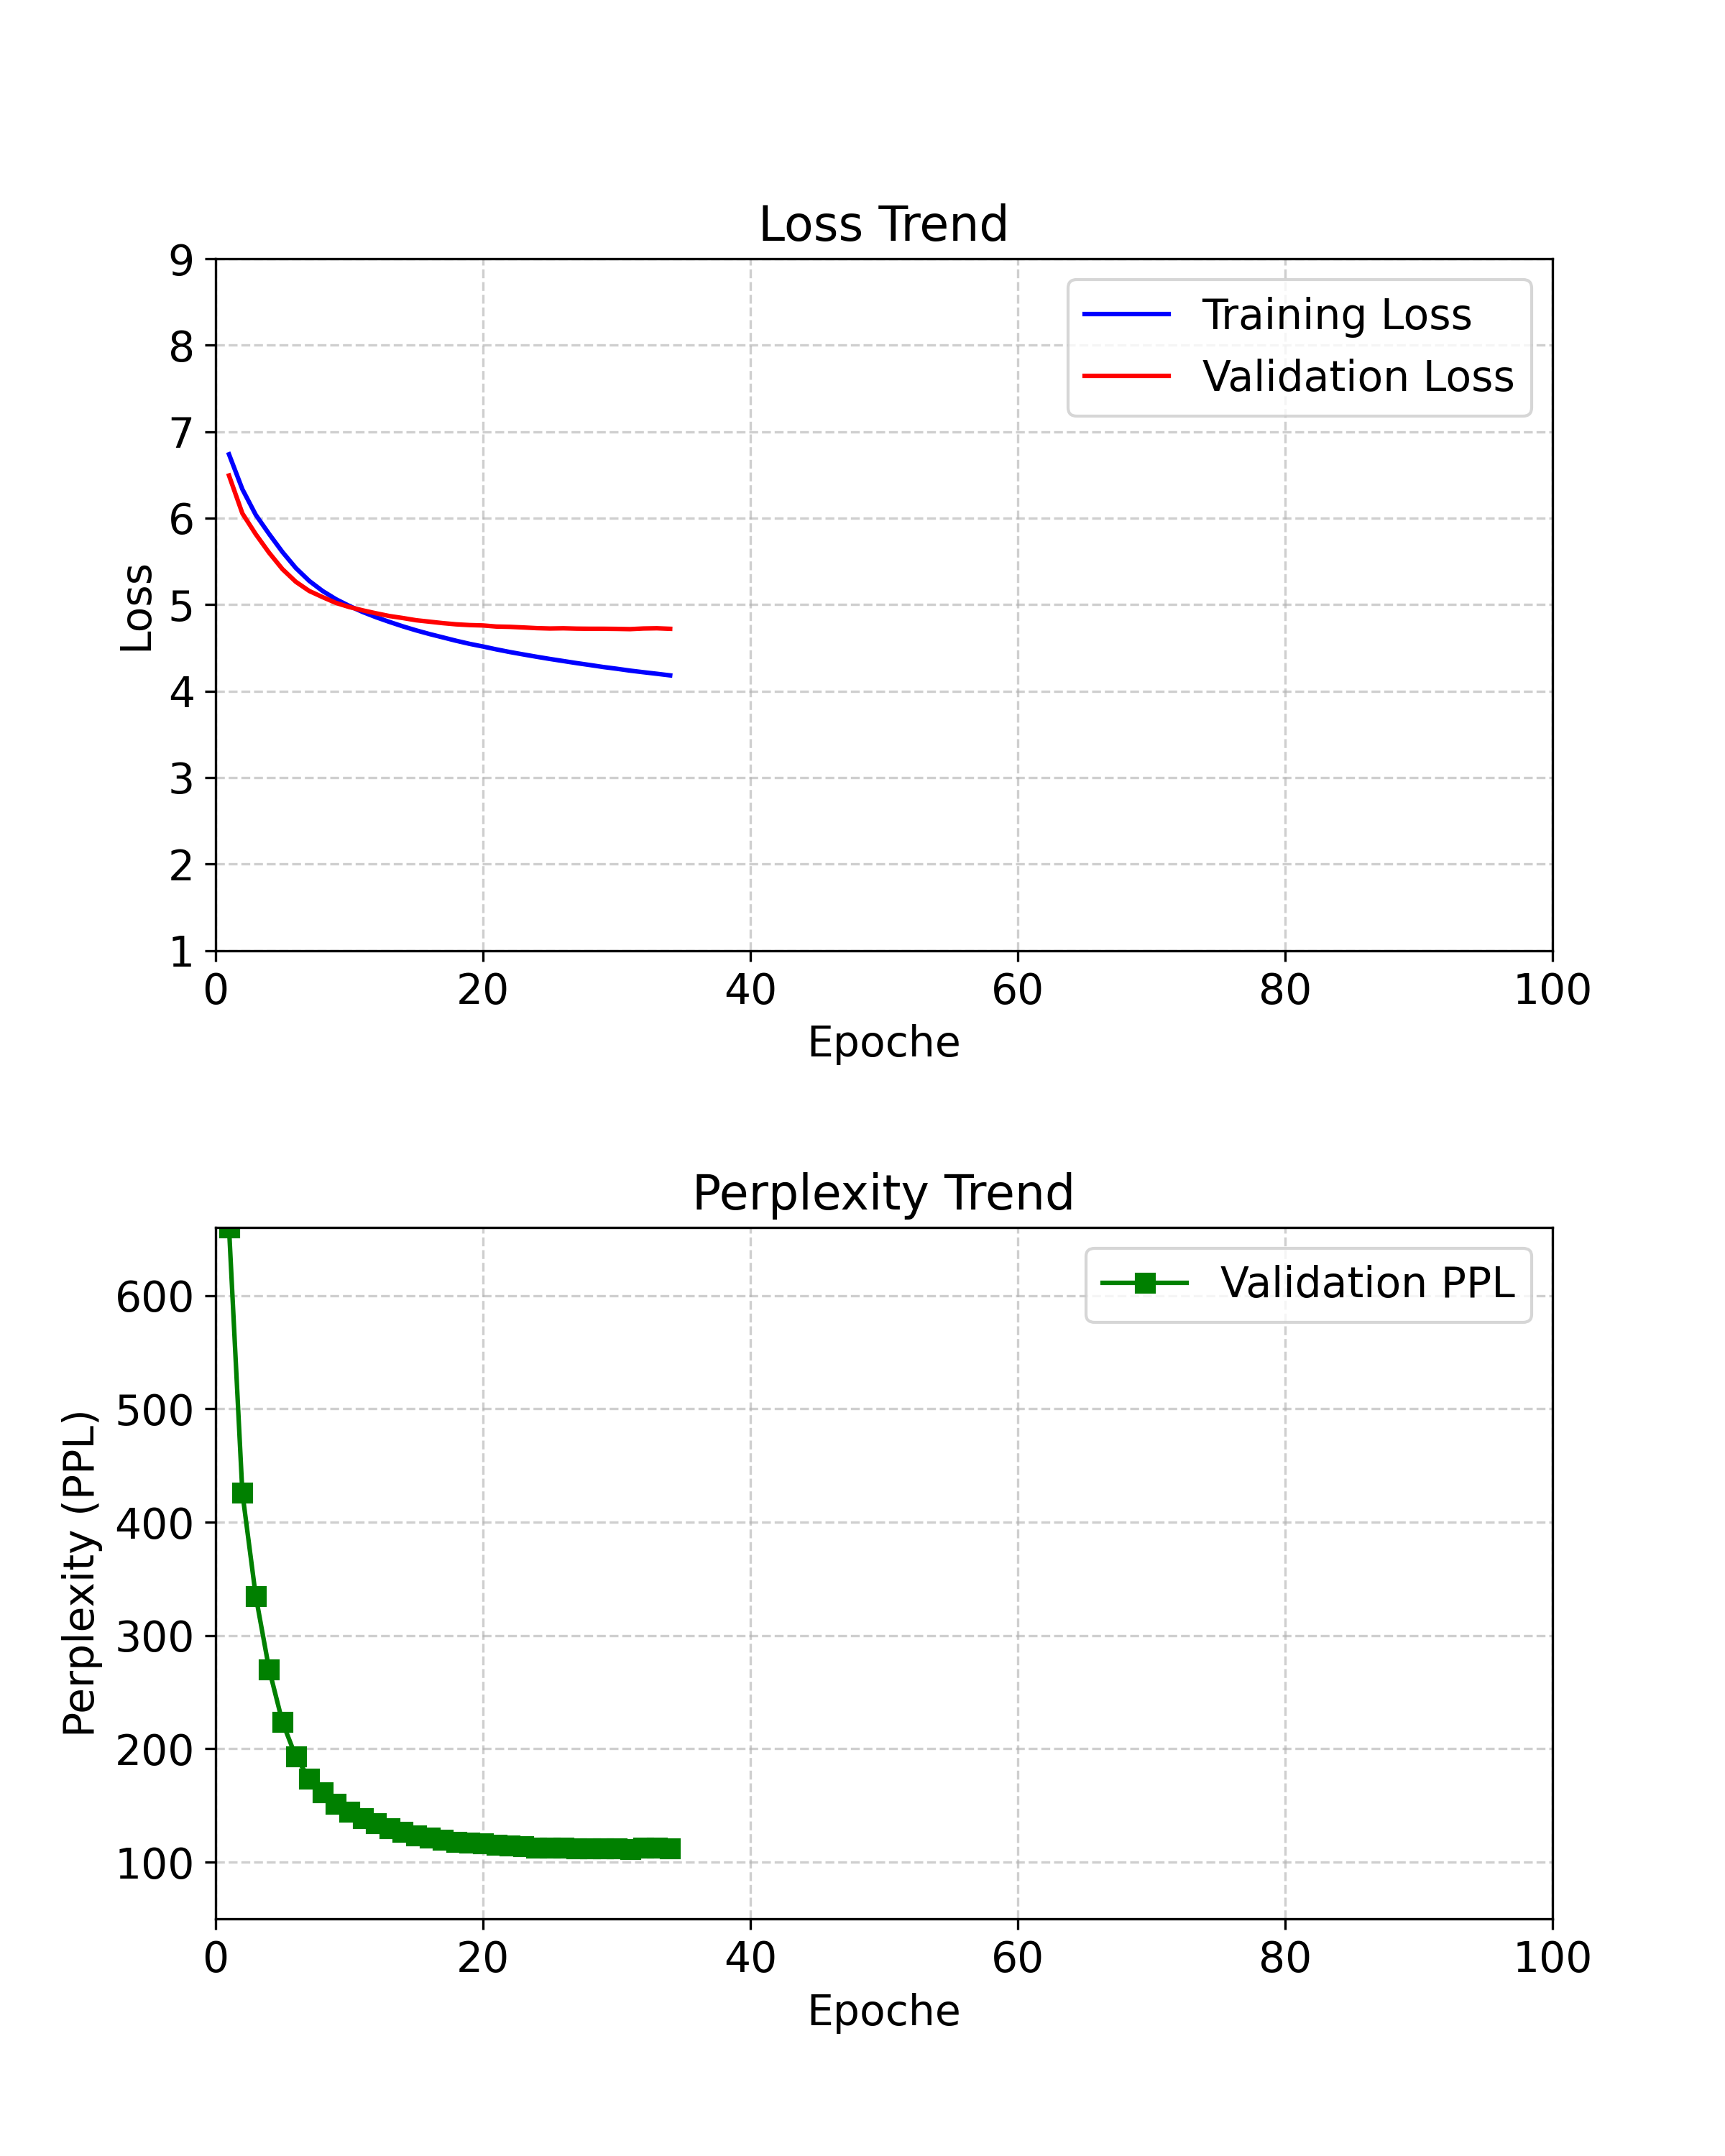 Loss Trend
9
8
7
6
5
4
3
2
1
Loss
Training Loss
Validation Loss
0 20 40 60 80 100
Epoche
Perplexity Trend
600
500
400
300
200
100
Perplexity (PPL)
Validation PPL
0 20 40 60 80 100
Epoche